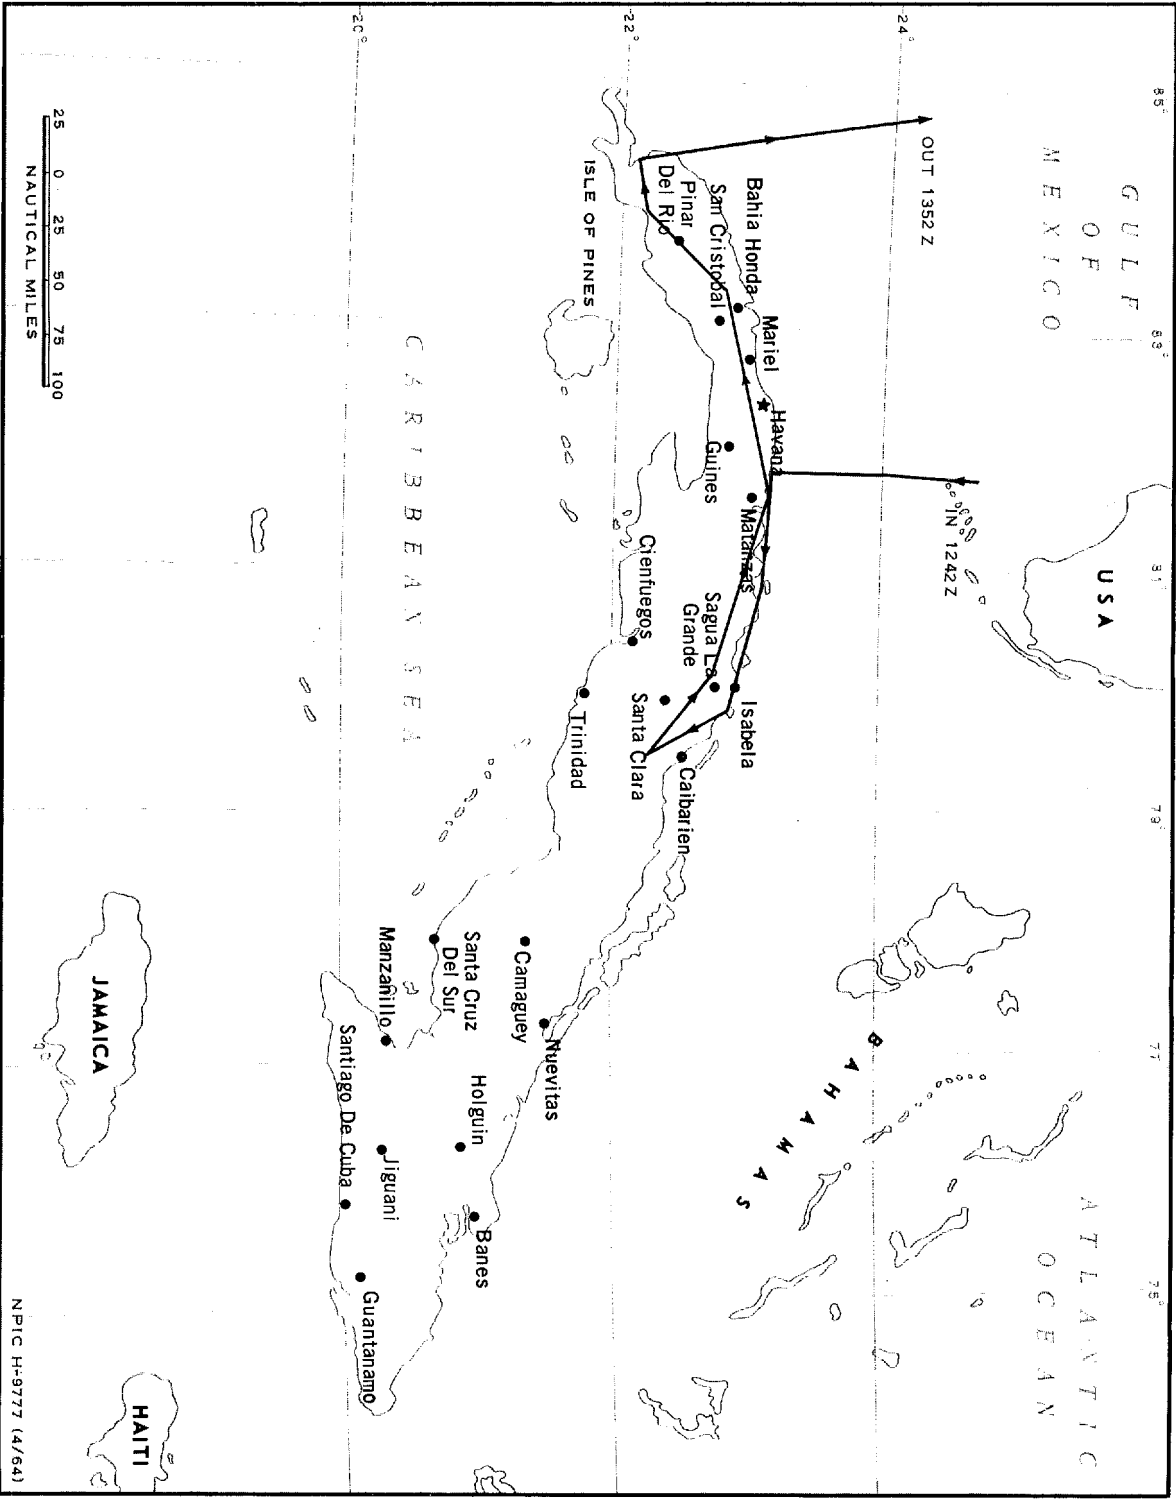 GULF
OF
MEXICO
ATLANTIC
OCEAN
USA
85°
83°
81°
79°
77
75°
24°
22°
20°
OUT 1352 Z
IN 1242 Z
BAHAMAS
Bahia Honda
Mariel
Havana
San Cristobal
Pinar
Del Rio
Guines
Matanzas
Sagua La
Grande
Isabela
Santa Clara
Caibarien
Cienfuegos
Trinidad
ISLE OF PINES
Camaguey
Nuevitas
Santa Cruz
Del Sur
Manzanillo
Holguin
Jiguani
Banes
Santiago De Cuba
Guantanamo
CARIBBEAN SEA
JAMAICA
HAITI
25 0 25 50 75 100
NAUTICAL MILES
NPIC H-9777 (4/64)